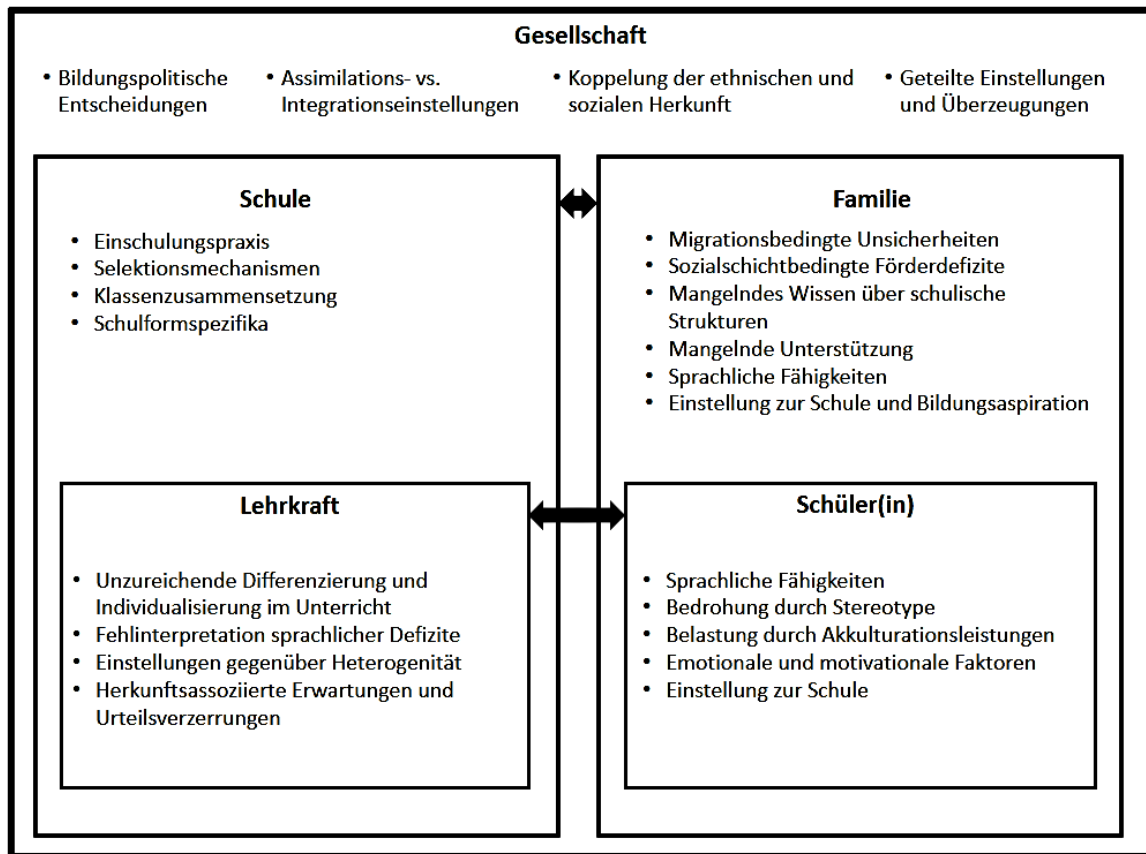 Gesellschaft
• Bildungspolitische
Entscheidungen
• Assimilations- vs.
Integrationseinstellungen
• Koppelung der ethnischen und
sozialen Herkunft
• Geteilte Einstellungen
und Überzeugungen
Schule
• Einschulungspraxis
• Selektionsmechanismen
• Klassenzusammensetzung
• Schulformspezifika
Familie
• Migrationsbedingte Unsicherheiten
• Sozialschichtbedingte Förderdefizite
• Mangelndes Wissen über schulische
Strukturen
• Mangelnde Unterstützung
• Sprachliche Fähigkeiten
• Einstellung zur Schule und Bildungsaspiration
Lehrkraft
• Unzureichende Differenzierung und
Individualisierung im Unterricht
• Fehlinterpretation sprachlicher Defizite
• Einstellungen gegenüber Heterogenität
• Herkunftsassoziierte Erwartungen und
Urteilsverzerrungen
Schüler(in)
• Sprachliche Fähigkeiten
• Bedrohung durch Stereotype
• Belastung durch Akkulturationsleistungen
• Emotionale und motivationale Faktoren
• Einstellung zur Schule